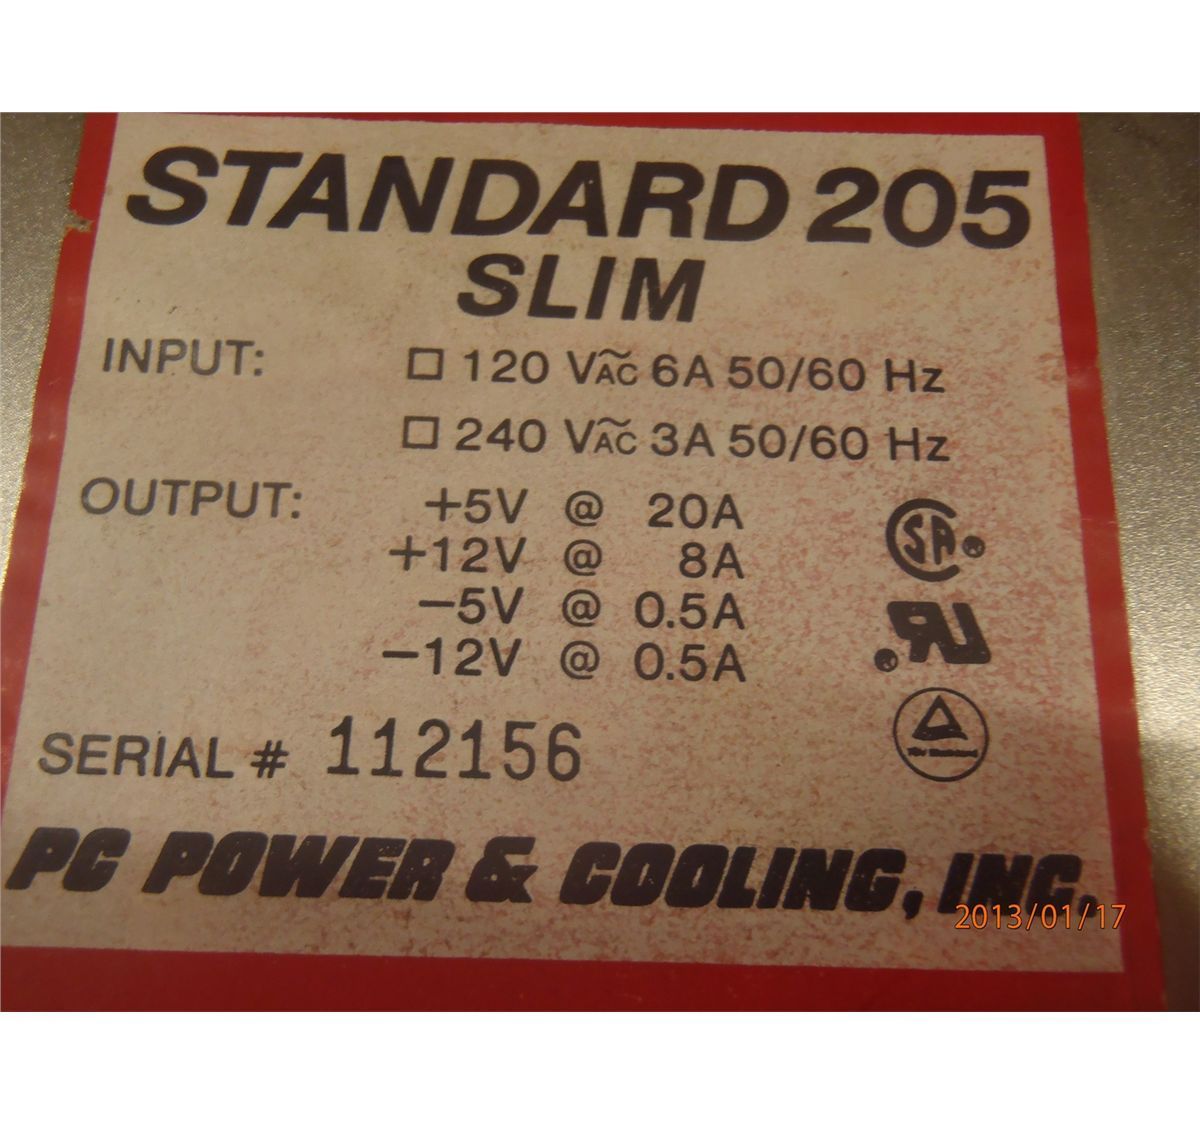 STANDARD 205
SLIM
INPUT: □ 120 VAC 6A 50/60 Hz
□ 240 VAC 3A 50/60 Hz
OUTPUT: +5V @ 20A
+12V @ 8A
−5V @ 0.5A
−12V @ 0.5A
SERIAL # 112156
PC POWER & COOLING, INC.
2013/01/17